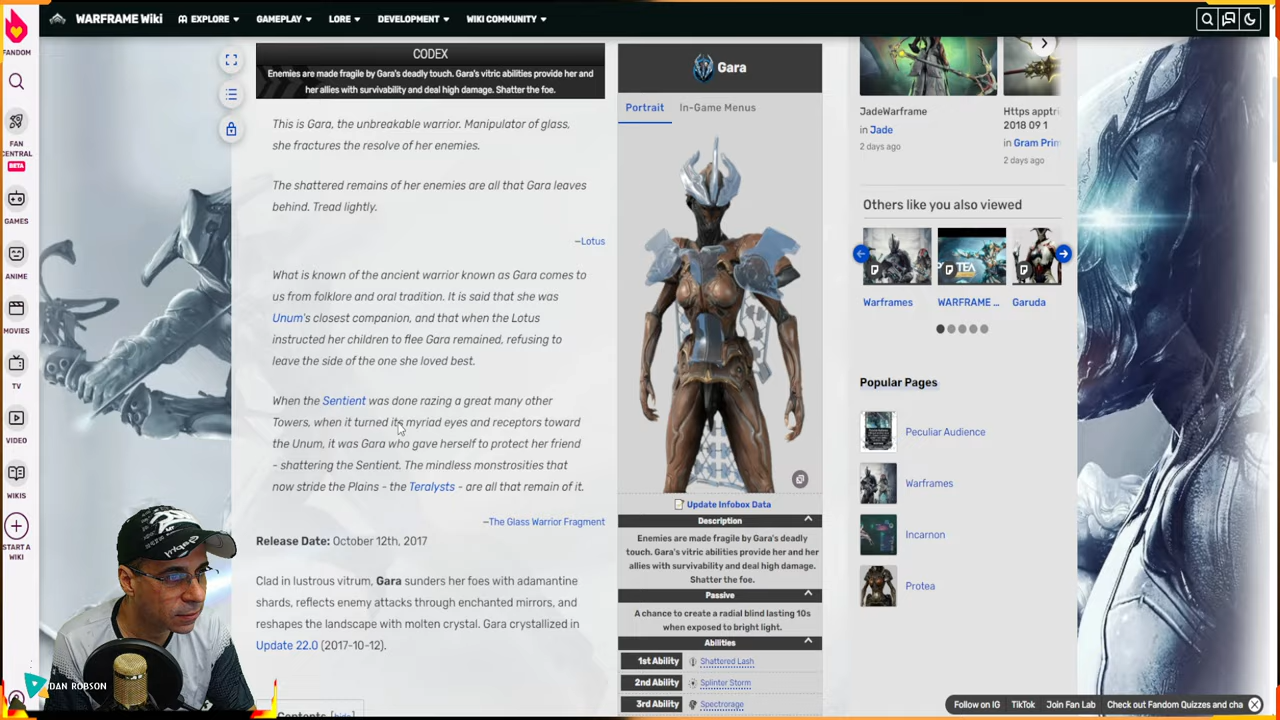 WARFRAME Wiki
EXPLORE
GAMEPLAY
LORE
DEVELOPMENT
WIKI COMMUNITY
FANDOM
FAN
CENTRAL
BETA
GAMES
ANIME
MOVIES
TV
VIDEO
WIKIS
START A
WIKI
CODEX
Enemies are made fragile by Gara's deadly touch. Gara's vitric abilities provide her and
her allies with survivability and deal high damage. Shatter the foe.
This is Gara, the unbreakable warrior. Manipulator of glass,
she fractures the resolve of her enemies.
The shattered remains of her enemies are all that Gara leaves
behind. Tread lightly.
—Lotus
What is known of the ancient warrior known as Gara comes to
us from folklore and oral tradition. It is said that she was
Unum's closest companion, and that when the Lotus
instructed her children to flee Gara remained, refusing to
leave the side of the one she loved best.
When the Sentient was done razing a great many other
Towers, when it turned its myriad eyes and receptors toward
the Unum, it was Gara who gave herself to protect her friend
- shattering the Sentient. The mindless monstrosities that
now stride the Plains - the Teralysts - are all that remain of it.
—The Glass Warrior Fragment
Release Date: October 12th, 2017
Clad in lustrous vitrum, Gara sunders her foes with adamantine
shards, reflects enemy attacks through enchanted mirrors, and
reshapes the landscape with molten crystal. Gara crystallized in
Update 22.0 (2017-10-12).
Contents [hide]
Gara
Portrait
In-Game Menus
Update Infobox Data
Description
Enemies are made fragile by Gara's deadly
touch. Gara's vitric abilities provide her and her
allies with survivability and deal high damage.
Shatter the foe.
Passive
A chance to create a radial blind lasting 10s
when exposed to bright light.
Abilities
1st Ability Shattered Lash
2nd Ability Splinter Storm
3rd Ability Spectrorage
JadeWarframe
in Jade
2 days ago
Https apptri
2018 09 1
in Gram Prim
2 days ago
Others like you also viewed
TEA
Warframes
WARFRAME ...
Garuda
Popular Pages
Peculiar Audience
Warframes
Incarnon
Protea
DAN ROBSON
Follow on IG
TikTok
Join Fan Lab
Check out Fandom Quizzes and cha